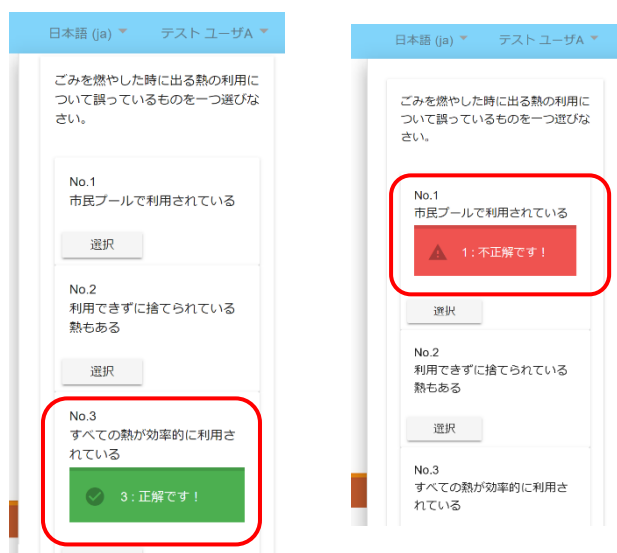 日本語 (ja)
テスト ユーザA
ごみを燃やした時に出る熱の利用に
ついて誤っているものを一つ選びな
さい。
No.1
市民プールで利用されている
選択
No.2
利用できずに捨てられている
熱もある
選択
No.3
すべての熱が効率的に利用さ
れている
3 : 正解です！
日本語 (ja)
テスト ユーザA
ごみを燃やした時に出る熱の利用に
ついて誤っているものを一つ選びな
さい。
No.1
市民プールで利用されている
1 : 不正解です！
選択
No.2
利用できずに捨てられている
熱もある
選択
No.3
すべての熱が効率的に利用さ
れている